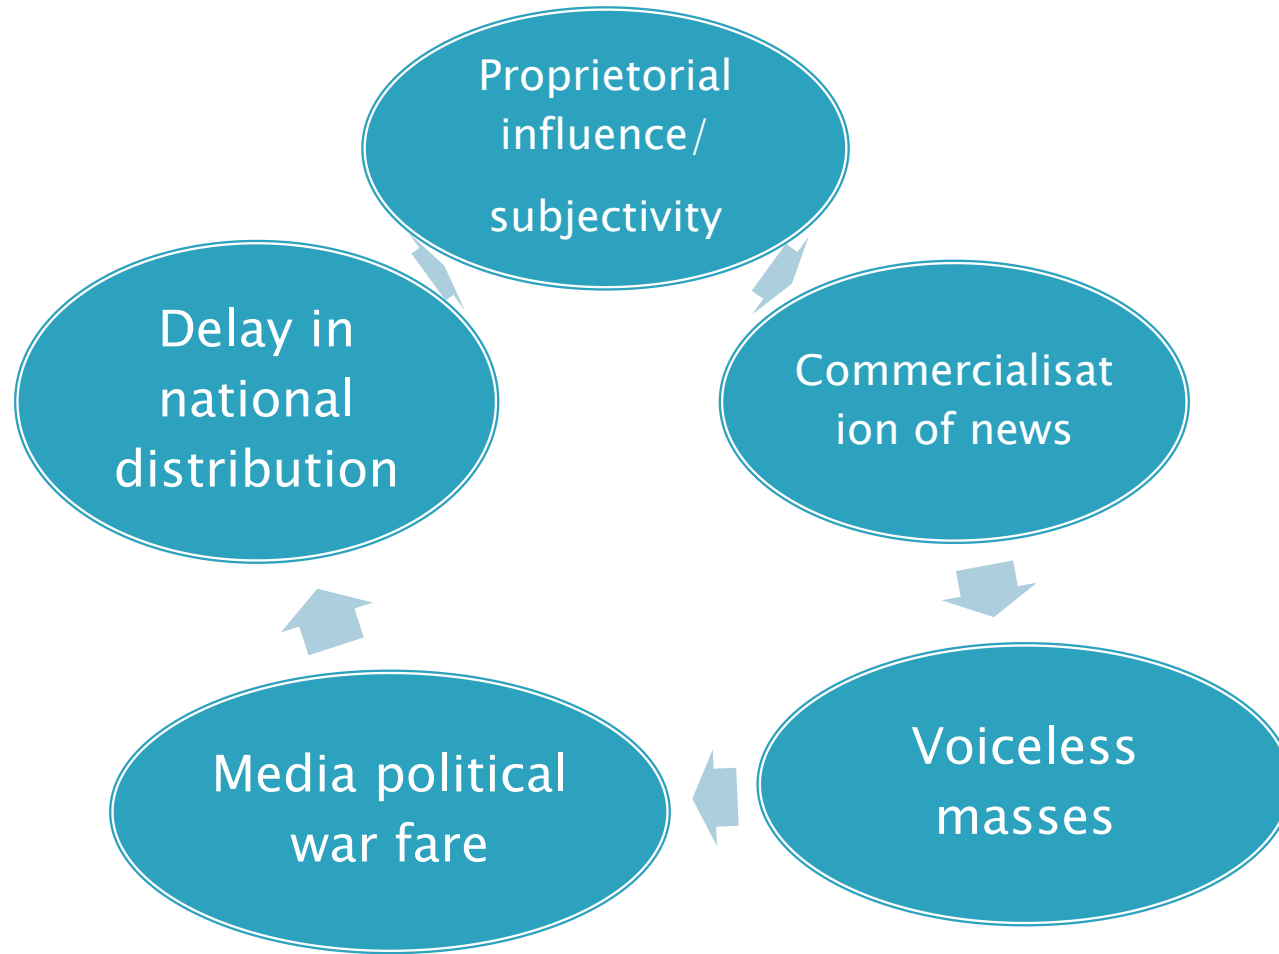 Proprietorial
influence/
subjectivity
Commercialisat
ion of news
Voiceless
masses
Media political
war fare
Delay in
national
distribution